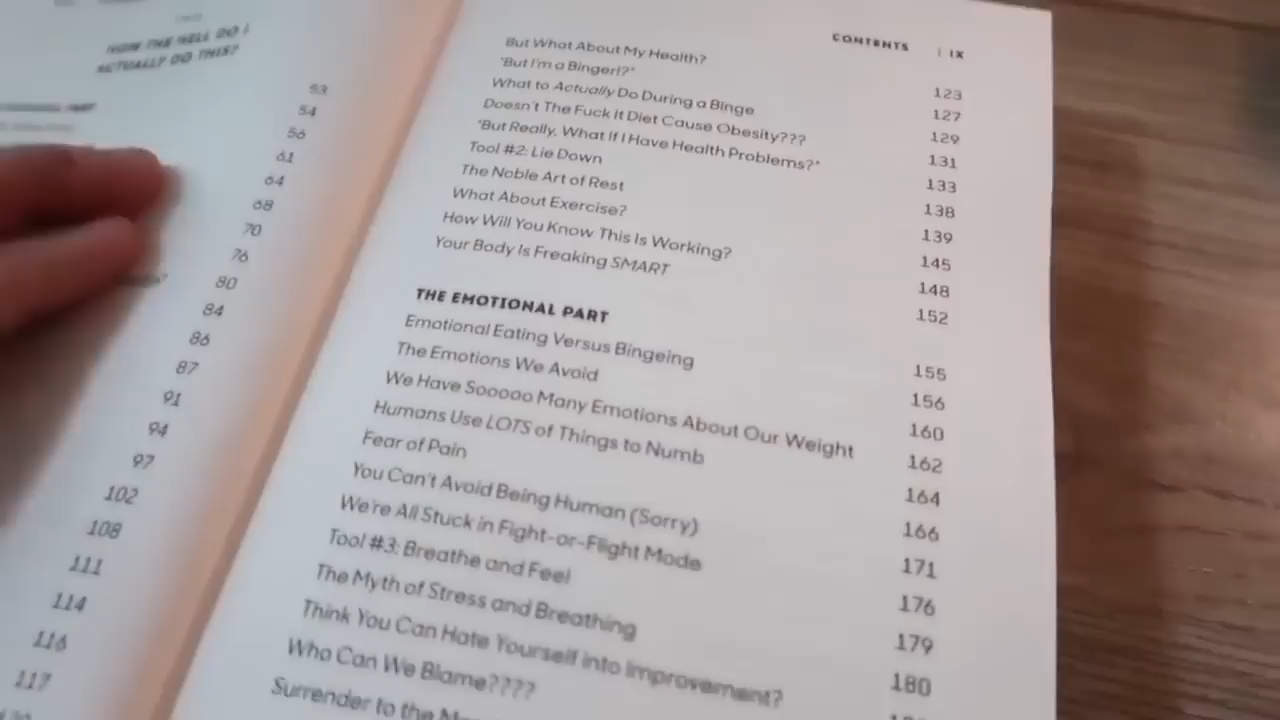 HOW THE HELL DO I
ACTUALLY DO THIS?
53
54
56
61
64
68
70
76
80
84
86
87
91
94
97
102
108
111
114
116
117
CONTENTS | IX
But What About My Health? 123
"But I'm a Binger!?" 127
What to Actually Do During a Binge 129
Doesn't The Fuck It Diet Cause Obesity??? 131
"But Really, What if I Have Health Problems?" 133
Tool #2: Lie Down 138
The Noble Art of Rest 139
What About Exercise? 145
How Will You Know This Is Working? 148
Your Body Is Freaking SMART 152
THE EMOTIONAL PART 155
Emotional Eating Versus Bingeing 156
The Emotions We Avoid 160
We Have Sooooo Many Emotions About Our Weight 162
Humans Use LOTS of Things to Numb 164
Fear of Pain 166
You Can't Avoid Being Human (Sorry) 171
We're All Stuck in Fight-or-Flight Mode 176
Tool #3: Breathe and Feel 179
The Myth of Stress and Breathing 180
Think You Can Hate Yourself into Improvement?
Who Can We Blame????
Surrender to the